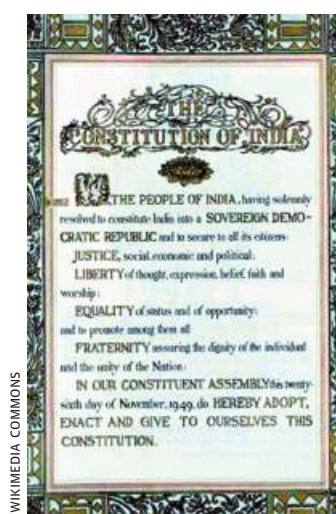 THE
CONSTITUTION OF INDIA
WE, THE PEOPLE OF INDIA, having solemnly
resolved to constitute India into a SOVEREIGN DEMO-
CRATIC REPUBLIC and to secure to all its citizens:
JUSTICE, social, economic and political;
LIBERTY of thought, expression, belief, faith and
worship;
EQUALITY of status and of opportunity;
and to promote among them all
FRATERNITY assuring the dignity of the individual
and the unity of the Nation;
IN OUR CONSTITUENT ASSEMBLY this twenty-
sixth day of November, 1949, do HEREBY ADOPT,
ENACT AND GIVE TO OURSELVES THIS
CONSTITUTION.
WIKIMEDIA COMMONS